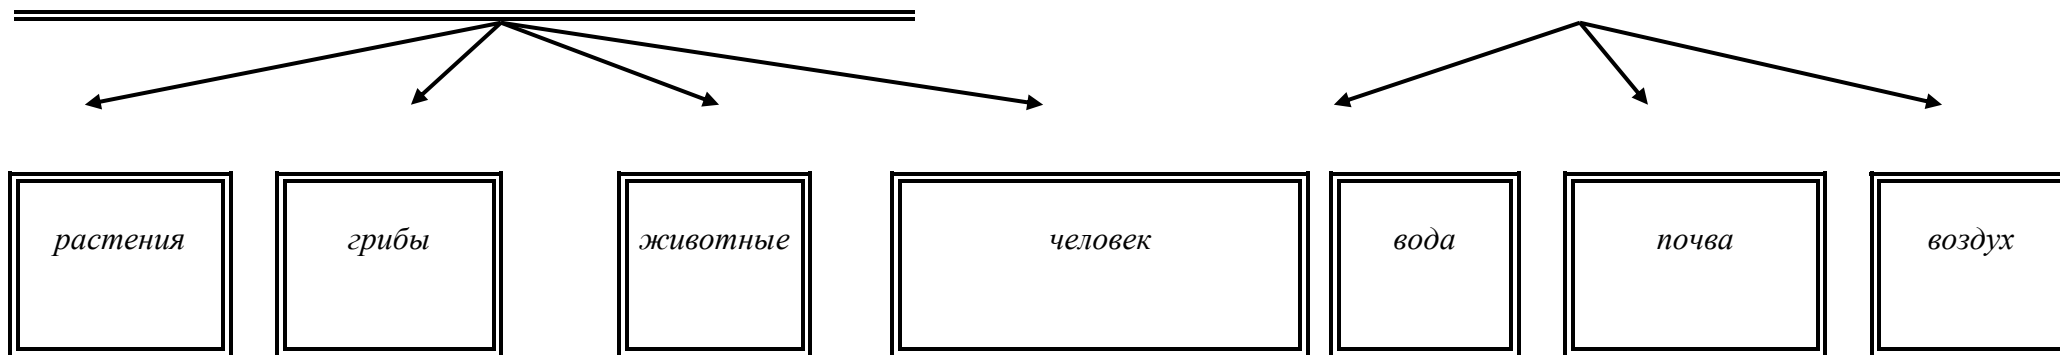 растения грибы животные человек вода почва воздух